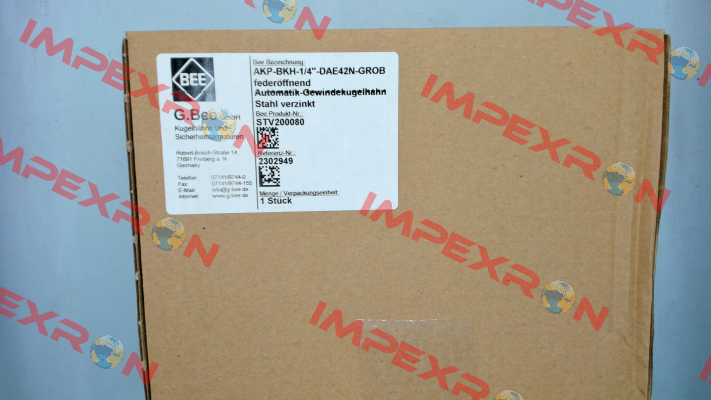 BEE
G.Bee GmbH
Kugelhähne und
Sicherheitsarmaturen
Robert-Bosch-Straße 14
71691 Freiberg a. N.
Germany
Telefon: 07141/9744-0
Fax: 07141/9744-155
E-Mail: info@g-bee.de
Internet: www.g-bee.de
Bee Bezeichnung:
AKP-BKH-1/4"-DAE42N-GROB
federöffnend
Automatik-Gewindekugelhahn
Stahl verzinkt
Bee Produkt-Nr.:
STV200080
Referenz-Nr.:
2302949
Menge / Verpackungseinheit:
1 Stück
IMPEXRON
IMPEXRON
IMPEXRON
IMPEXRON
IMPEXRON